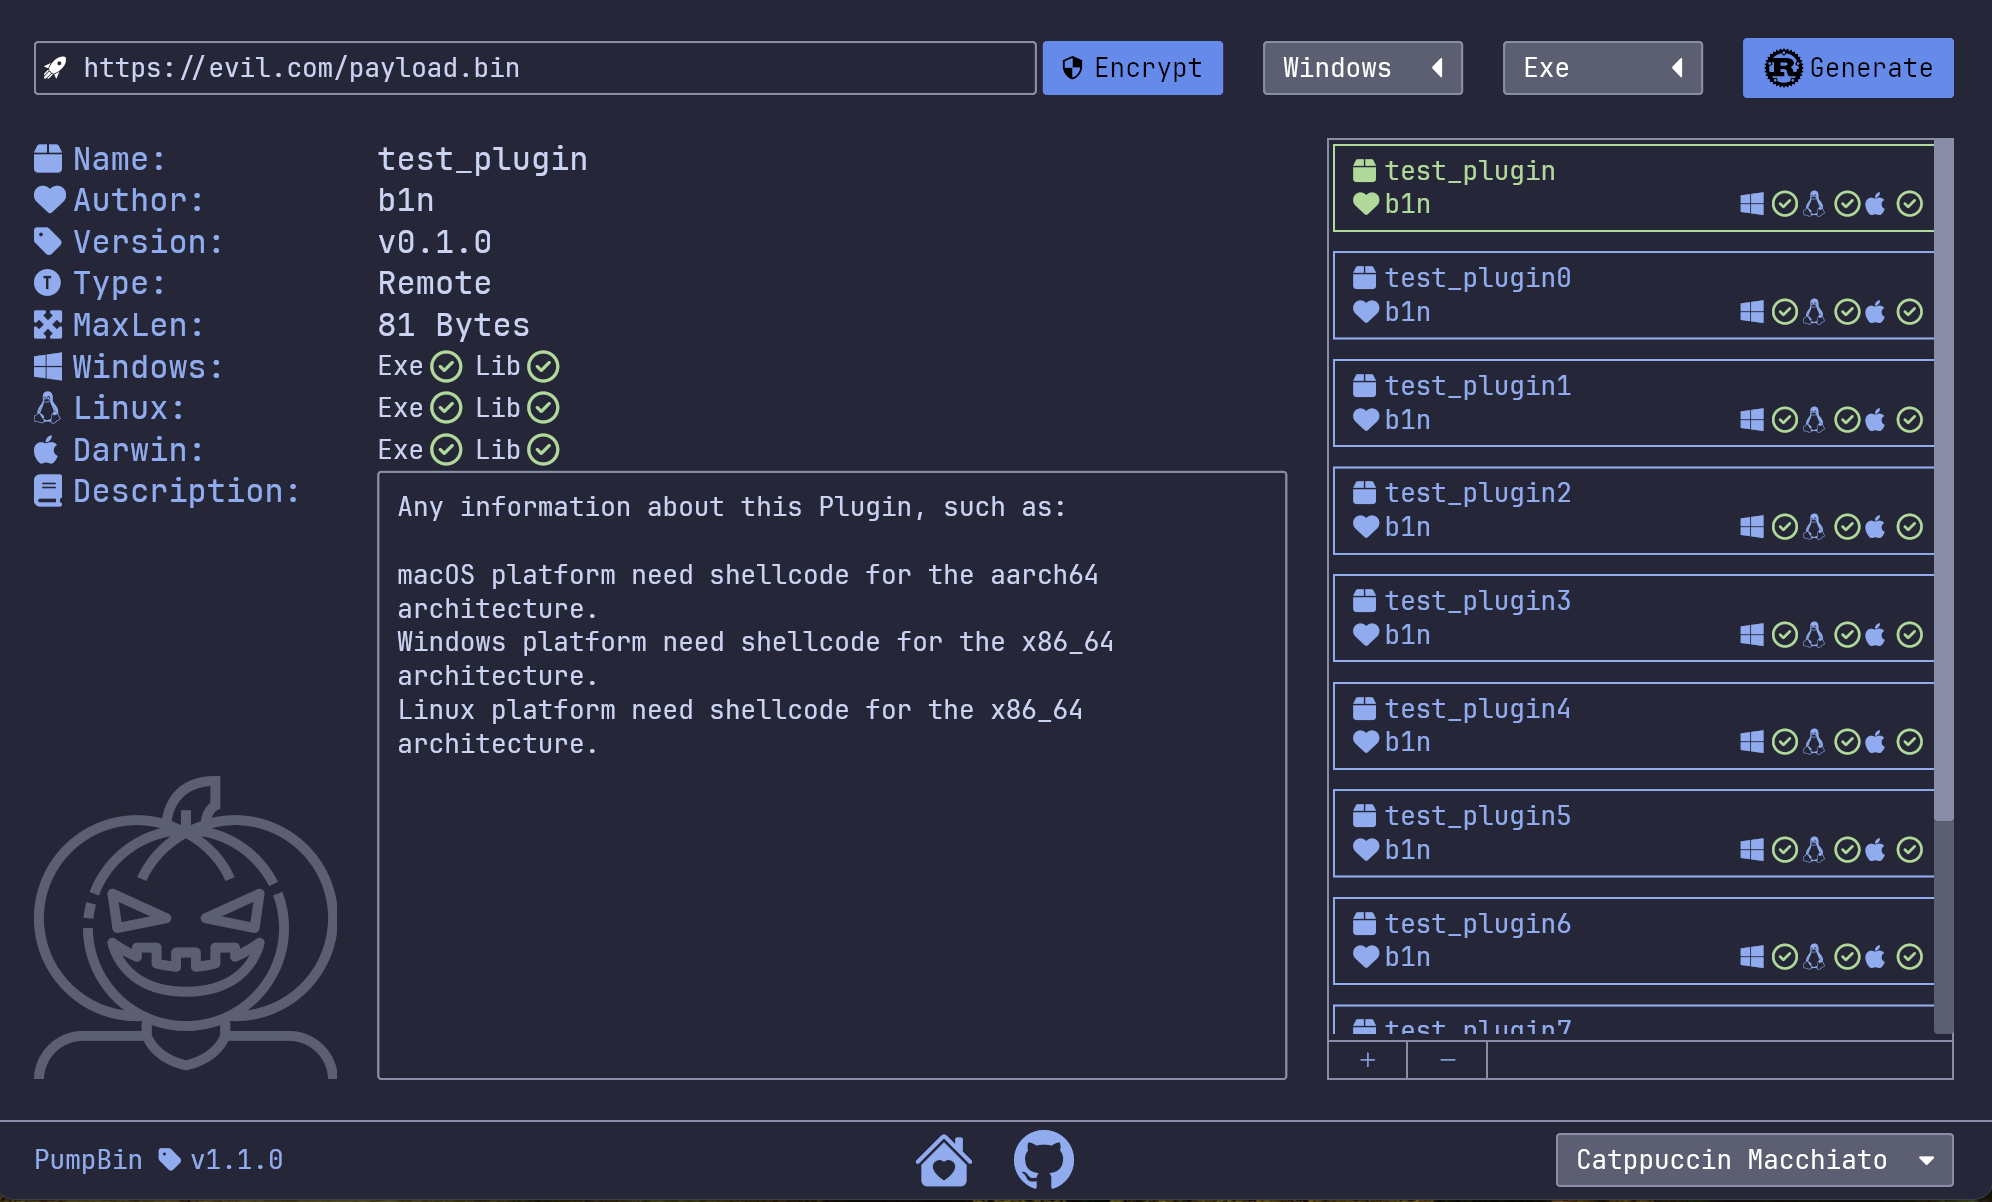 https://evil.com/payload.bin
Encrypt
Windows
Exe
Generate
Name: test_plugin
Author: b1n
Version: v0.1.0
Type: Remote
MaxLen: 81 Bytes
Windows: Exe Lib
Linux: Exe Lib
Darwin: Exe Lib
Description:
Any information about this Plugin, such as:
macOS platform need shellcode for the aarch64
architecture.
Windows platform need shellcode for the x86_64
architecture.
Linux platform need shellcode for the x86_64
architecture.
test_plugin
b1n
test_plugin0
b1n
test_plugin1
b1n
test_plugin2
b1n
test_plugin3
b1n
test_plugin4
b1n
test_plugin5
b1n
test_plugin6
b1n
test_plugin7
+ −
PumpBin v1.1.0
Catppuccin Macchiato